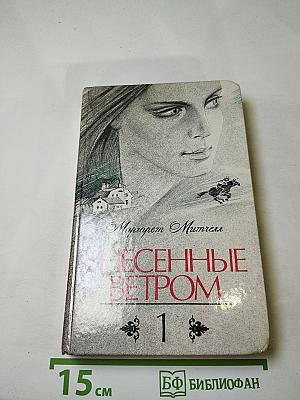 Маргарет Митчелл
УНЕСЕННЫЕ
ВЕТРОМ
1
15 см
БФ БИБЛИОФАН